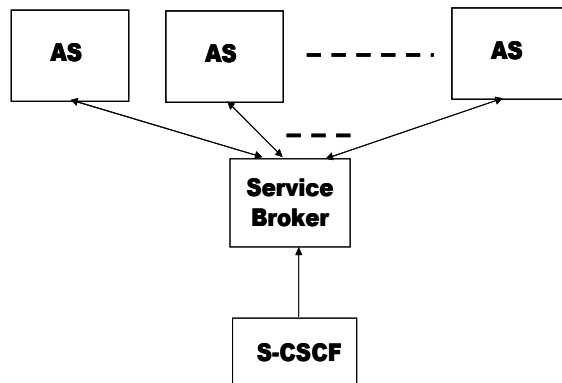 AS
AS
AS
Service
Broker
S-CSCF